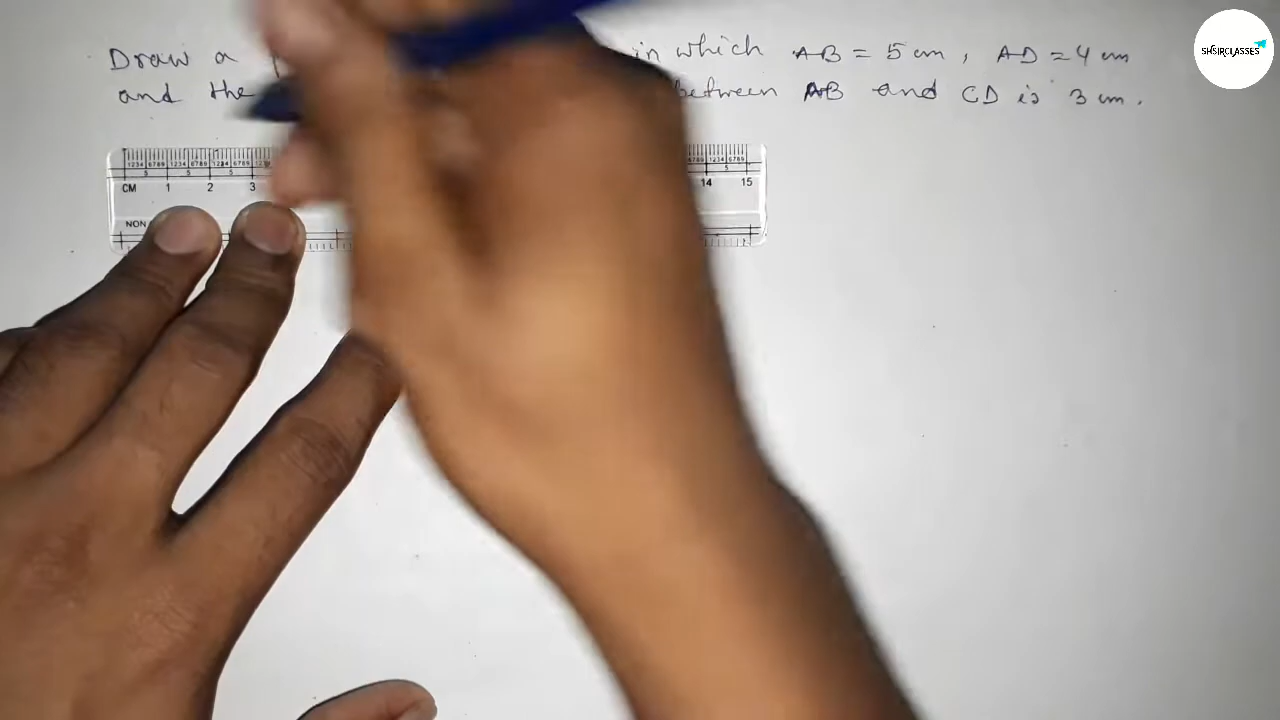 Draw a in which AB = 5 cm, AD = 4 cm
and the between AB and CD is 3 cm.
SHSIRCLASSES
CM 1 2 3 14 15
NON